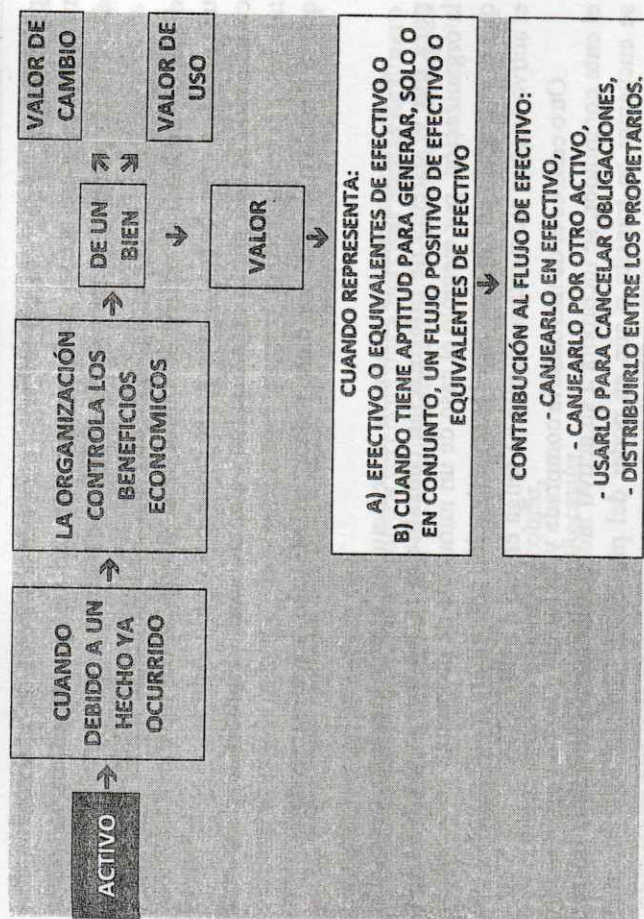 ACTIVO
CUANDO
DEBIDO A UN
HECHO YA
OCURRIDO
LA ORGANIZACIÓN
CONTROLA LOS
BENEFICIOS
ECONOMICOS
DE UN
BIEN
VALOR DE
CAMBIO
VALOR DE
USO
VALOR
CUANDO REPRESENTA:
A) EFECTIVO O EQUIVALENTES DE EFECTIVO O
B) CUANDO TIENE APTITUD PARA GENERAR, SOLO O
EN CONJUNTO, UN FLUJO POSITIVO DE EFECTIVO O
EQUIVALENTES DE EFECTIVO
CONTRIBUCIÓN AL FLUJO DE EFECTIVO:
- CANJEARLO EN EFECTIVO,
- CANJEARLO POR OTRO ACTIVO,
- USARLO PARA CANCELAR OBLIGACIONES,
- DISTRIBUIRLO ENTRE LOS PROPIETARIOS.